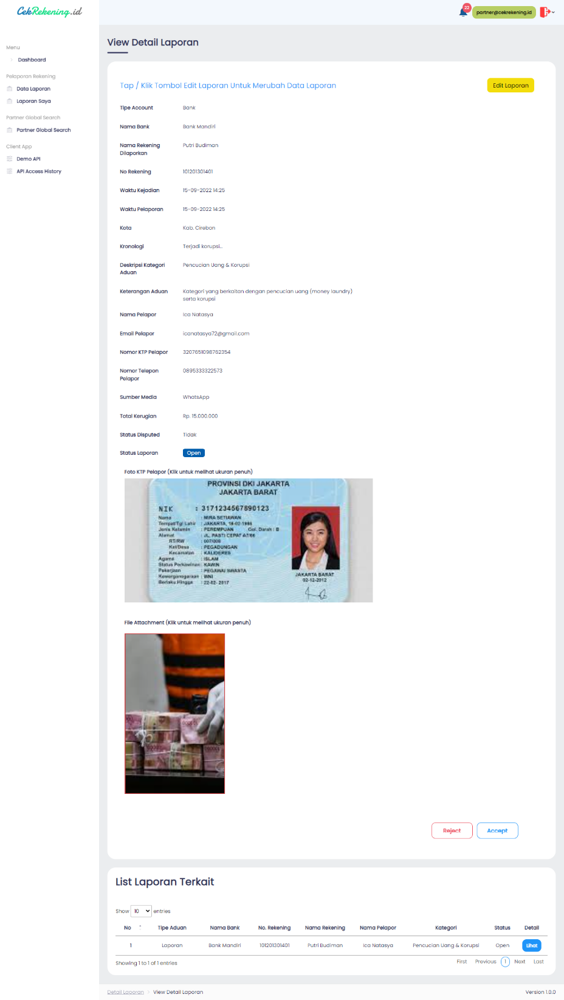 CekRekening.id
22
partner@cekrekening.id
Menu
Dashboard
Pelaporan Rekening
Data Laporan
Laporan Saya
Partner Global Search
Partner Global Search
Client App
Demo API
API Access History
View Detail Laporan
Tap / Klik Tombol Edit Laporan Untuk Merubah Data Laporan
Edit Laporan
Tipe Account Bank
Nama Bank Bank Mandiri
Nama Rekening Dilaporkan Putri Budiman
No Rekening 101201301401
Waktu Kejadian 15-09-2022 14:25
Waktu Pelaporan 15-09-2022 14:25
Kota Kab. Cirebon
Kronologi Terjadi korupsi...
Deskripsi Kategori Aduan Pencucian Uang & Korupsi
Keterangan Aduan Kategori yang berkaitan dengan pencucian uang (money laundry)
serta korupsi
Nama Pelapor Ica Natasya
Email Pelapor icanatasya72@gmail.com
Nomor KTP Pelapor 3207651098762354
Nomor Telepon Pelapor 0895333322573
Sumber Media WhatsApp
Total Kerugian Rp. 15.000.000
Status Disputed Tidak
Status Laporan Open
Foto KTP Pelapor (Klik untuk melihat ukuran penuh)
PROVINSI DKI JAKARTA
JAKARTA BARAT
NIK : 3171234567890123
Nama : MIRA SETIAWAN
Tempat/Tgl Lahir : JAKARTA, 18-02-1986
Jenis Kelamin : PEREMPUAN Gol. Darah : B
Alamat : JL. PASTI CEPAT A7/66
RT/RW : 007/008
Kel/Desa : PEGADUNGAN
Kecamatan : KALIDERES
Agama : ISLAM
Status Perkawinan : KAWIN
Pekerjaan : PEGAWAI SWASTA
Kewarganegaraan : WNI
Berlaku Hingga : 22-02-2017
JAKARTA BARAT
02-12-2012
File Attachment (Klik untuk melihat ukuran penuh)
Reject Accept
List Laporan Terkait
Show 10 entries
No Tipe Aduan Nama Bank No. Rekening Nama Rekening Nama Pelapor Kategori Status Detail
1 Laporan Bank Mandiri 101201301401 Putri Budiman Ica Natasya Pencucian Uang & Korupsi Open Lihat
Showing 1 to 1 of 1 entries
First Previous 1 Next Last
Detail Laporan > View Detail Laporan
Version 1.0.0